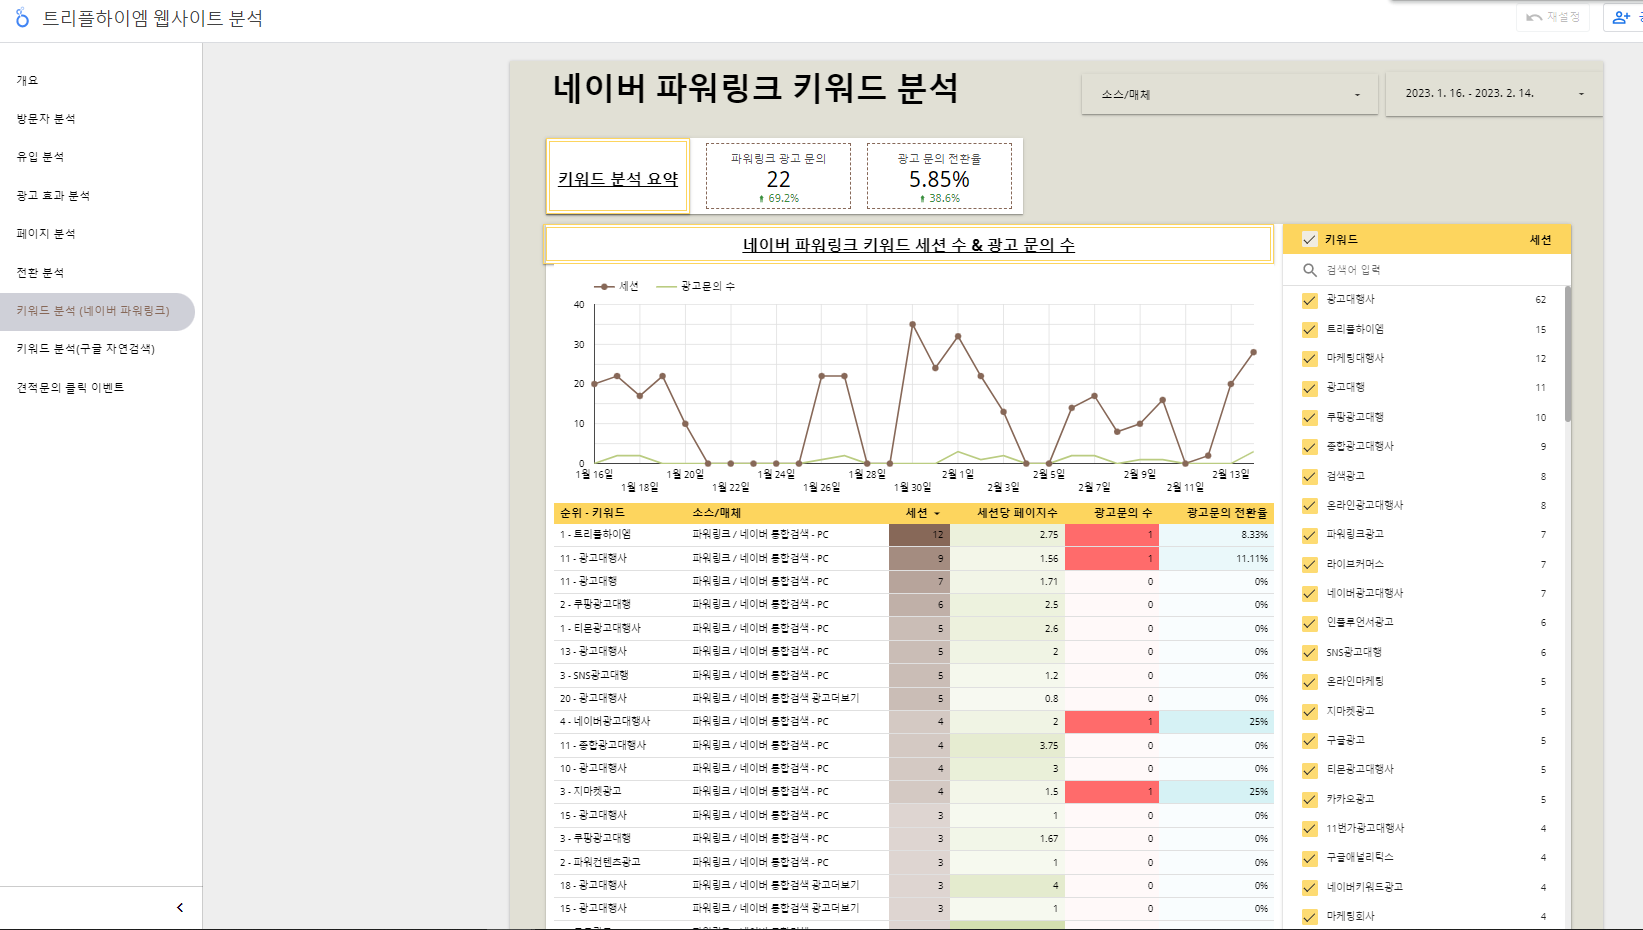 트리플하이엠 웹사이트 분석
재설정
개요
방문자 분석
유입 분석
광고 효과 분석
페이지 분석
전환 분석
키워드 분석 (네이버 파워링크)
키워드 분석(구글 자연검색)
견적문의 클릭 이벤트
네이버 파워링크 키워드 분석
소스/매체
2023. 1. 16. - 2023. 2. 14.
키워드 분석 요약
파워링크 광고 문의
22
69.2%
광고 문의 전환율
5.85%
38.6%
네이버 파워링크 키워드 세션 수 & 광고 문의 수
세션 광고문의 수
40
30
20
10
0
1월 16일 1월 18일 1월 20일 1월 22일 1월 24일 1월 26일 1월 28일 1월 30일 2월 1일 2월 3일 2월 5일 2월 7일 2월 9일 2월 11일 2월 13일
순위 - 키워드 소스/매체 세션 세션당 페이지수 광고문의 수 광고문의 전환율
1 - 트리플하이엠 파워링크 / 네이버 통합검색 - PC 12 2.75 1 8.33%
11 - 광고대행사 파워링크 / 네이버 통합검색 - PC 9 1.56 1 11.11%
11 - 광고대행 파워링크 / 네이버 통합검색 - PC 7 1.71 0 0%
2 - 쿠팡광고대행 파워링크 / 네이버 통합검색 - PC 6 2.5 0 0%
1 - 티몬광고대행사 파워링크 / 네이버 통합검색 - PC 5 2.6 0 0%
13 - 광고대행사 파워링크 / 네이버 통합검색 - PC 5 2 0 0%
3 - SNS광고대행 파워링크 / 네이버 통합검색 - PC 5 1.2 0 0%
20 - 광고대행사 파워링크 / 네이버 통합검색 광고더보기 5 0.8 0 0%
4 - 네이버광고대행사 파워링크 / 네이버 통합검색 - PC 4 2 1 25%
11 - 종합광고대행사 파워링크 / 네이버 통합검색 - PC 4 3.75 0 0%
10 - 광고대행사 파워링크 / 네이버 통합검색 - PC 4 3 0 0%
3 - 지마켓광고 파워링크 / 네이버 통합검색 - PC 4 1.5 1 25%
15 - 광고대행사 파워링크 / 네이버 통합검색 - PC 3 1 0 0%
3 - 쿠팡광고대행 파워링크 / 네이버 통합검색 - PC 3 1.67 0 0%
2 - 파워컨텐츠광고 파워링크 / 네이버 통합검색 - PC 3 1 0 0%
18 - 광고대행사 파워링크 / 네이버 통합검색 광고더보기 3 4 0 0%
15 - 광고대행사 파워링크 / 네이버 통합검색 광고더보기 3 1 0 0%
키워드 세션
검색어 입력
광고대행사 62
트리플하이엠 15
마케팅대행사 12
광고대행 11
쿠팡광고대행 10
종합광고대행사 9
검색광고 8
온라인광고대행사 8
파워링크광고 7
라이브커머스 7
네이버광고대행사 7
인플루언서광고 6
SNS광고대행 6
온라인마케팅 5
지마켓광고 5
구글광고 5
티몬광고대행사 5
카카오광고 5
11번가광고대행사 4
구글애널리틱스 4
네이버키워드광고 4
마케팅회사 4